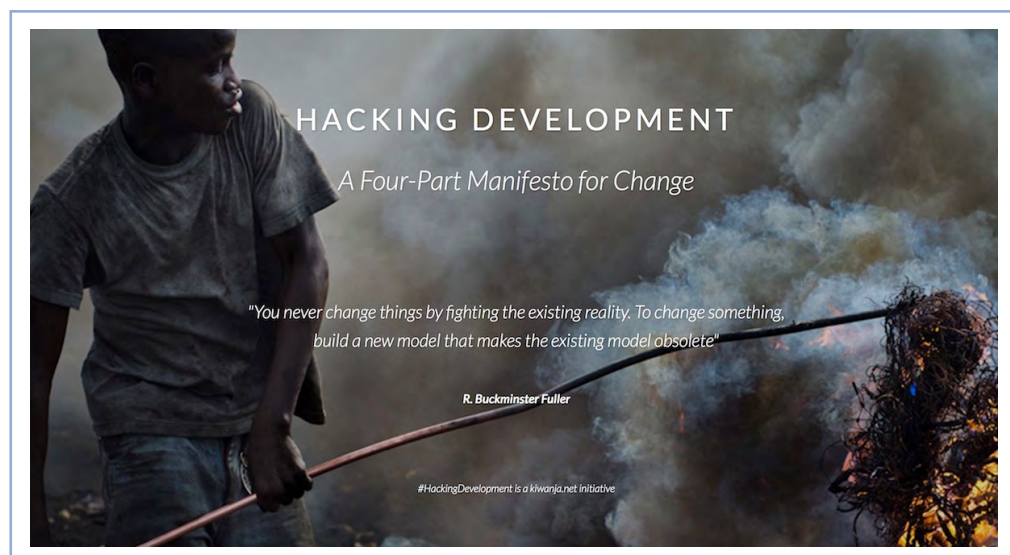 HACKING DEVELOPMENT
A Four-Part Manifesto for Change
"You never change things by fighting the existing reality. To change something,
build a new model that makes the existing model obsolete"
R. Buckminster Fuller
#HackingDevelopment is a kiwanja.net initiative